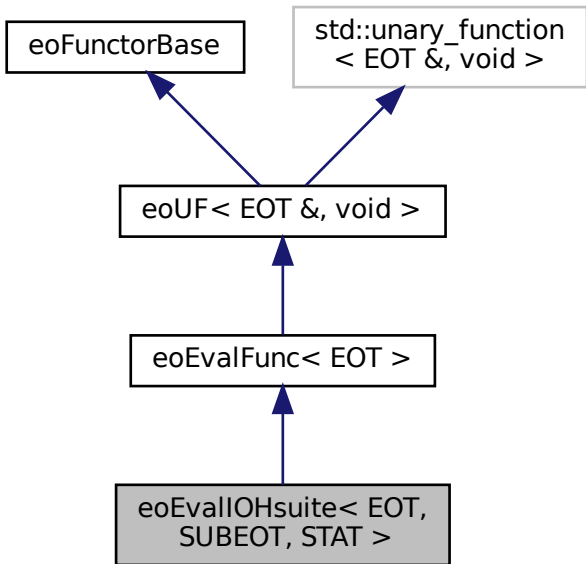 eoFunctorBase
std::unary_function
< EOT &, void >
eoUF< EOT &, void >
eoEvalFunc< EOT >
eoEvalIOHsuite< EOT,
SUBEOT, STAT >